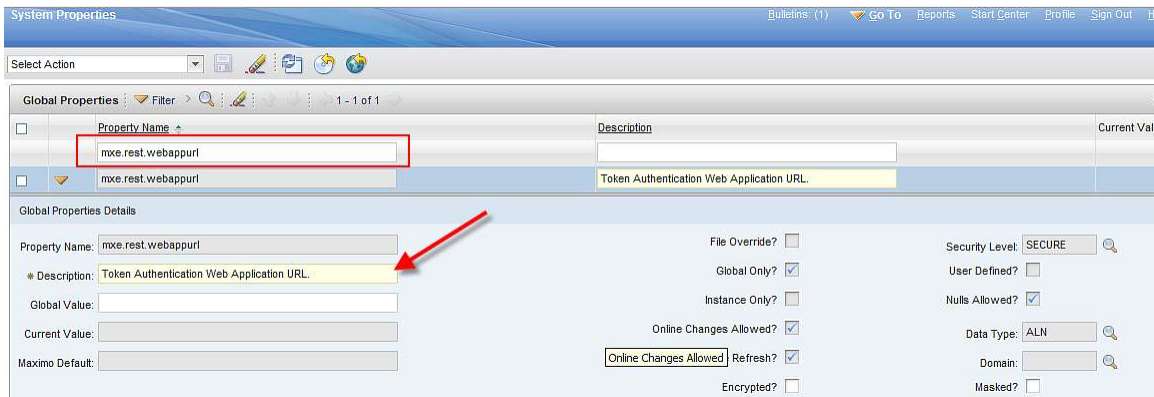 System Properties
Bulletins: (1) Go To Reports Start Center Profile Sign Out H
Select Action
Global Properties Filter > 1 - 1 of 1
Property Name Description Current Val
mxe.rest.webappurl
mxe.rest.webappurl Token Authentication Web Application URL.
Global Properties Details
Property Name: mxe.rest.webappurl File Override? Security Level: SECURE
* Description: Token Authentication Web Application URL. Global Only? User Defined?
Global Value: Instance Only? Nulls Allowed?
Current Value: Online Changes Allowed? Data Type: ALN
Maximo Default: Online Changes Allowed Refresh? Domain:
Encrypted? Masked?